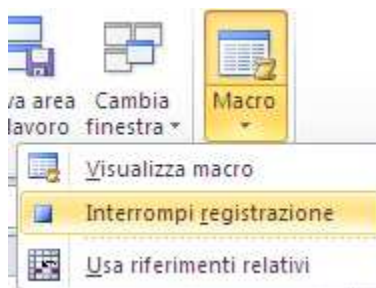 va area Cambia Macro
lavoro finestra
Visualizza macro
Interrompi registrazione
Usa riferimenti relativi